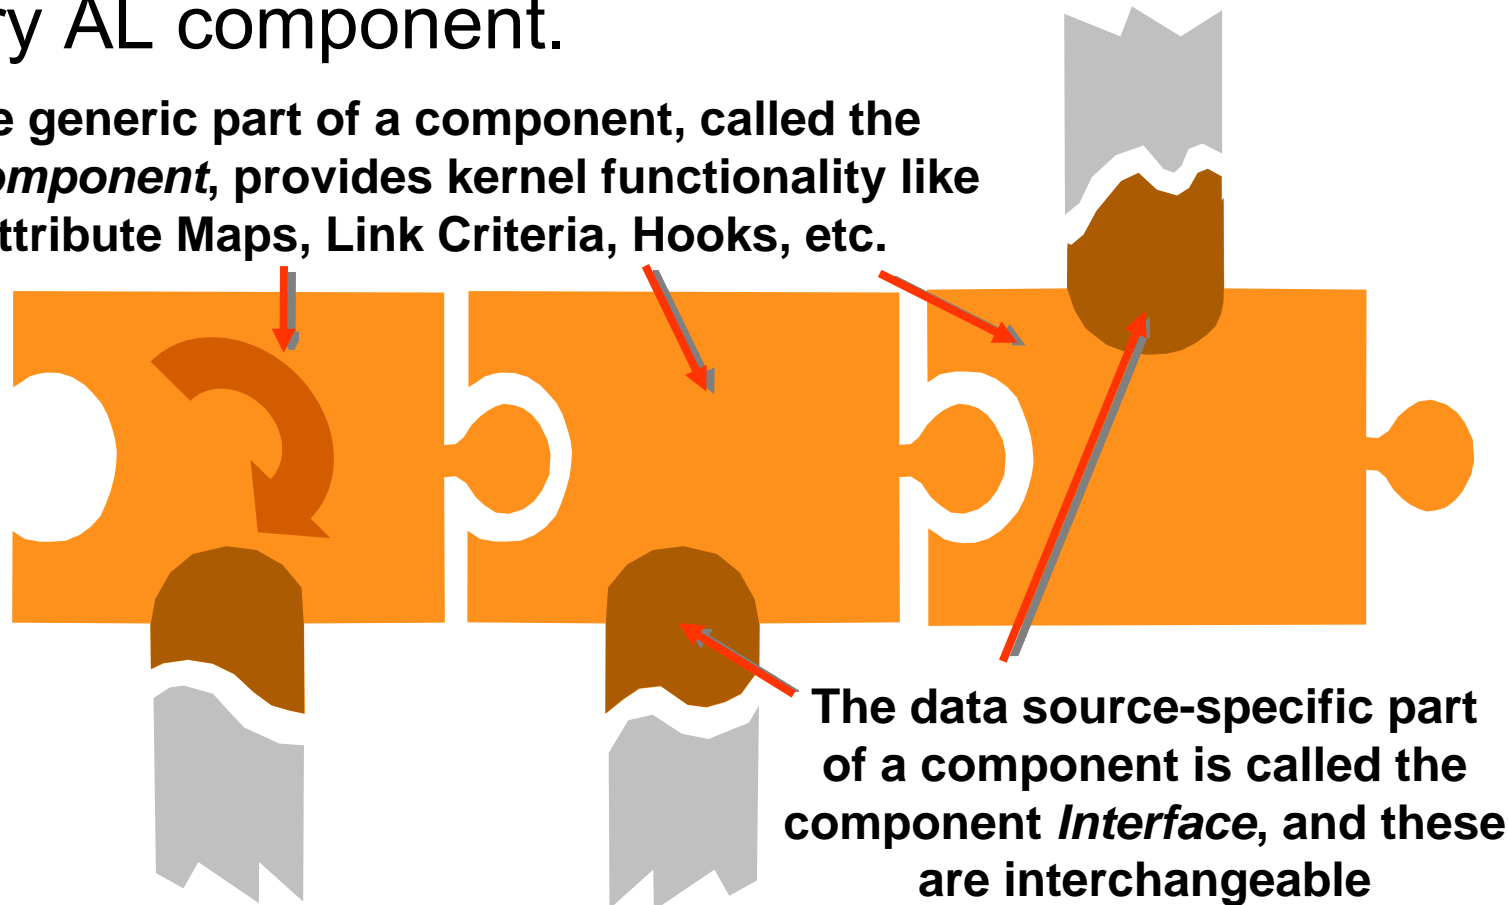 ry AL component.
e generic part of a component, called the
omponent, provides kernel functionality like
ttribute Maps, Link Criteria, Hooks, etc.
The data source-specific part
of a component is called the
component Interface, and these
are interchangeable